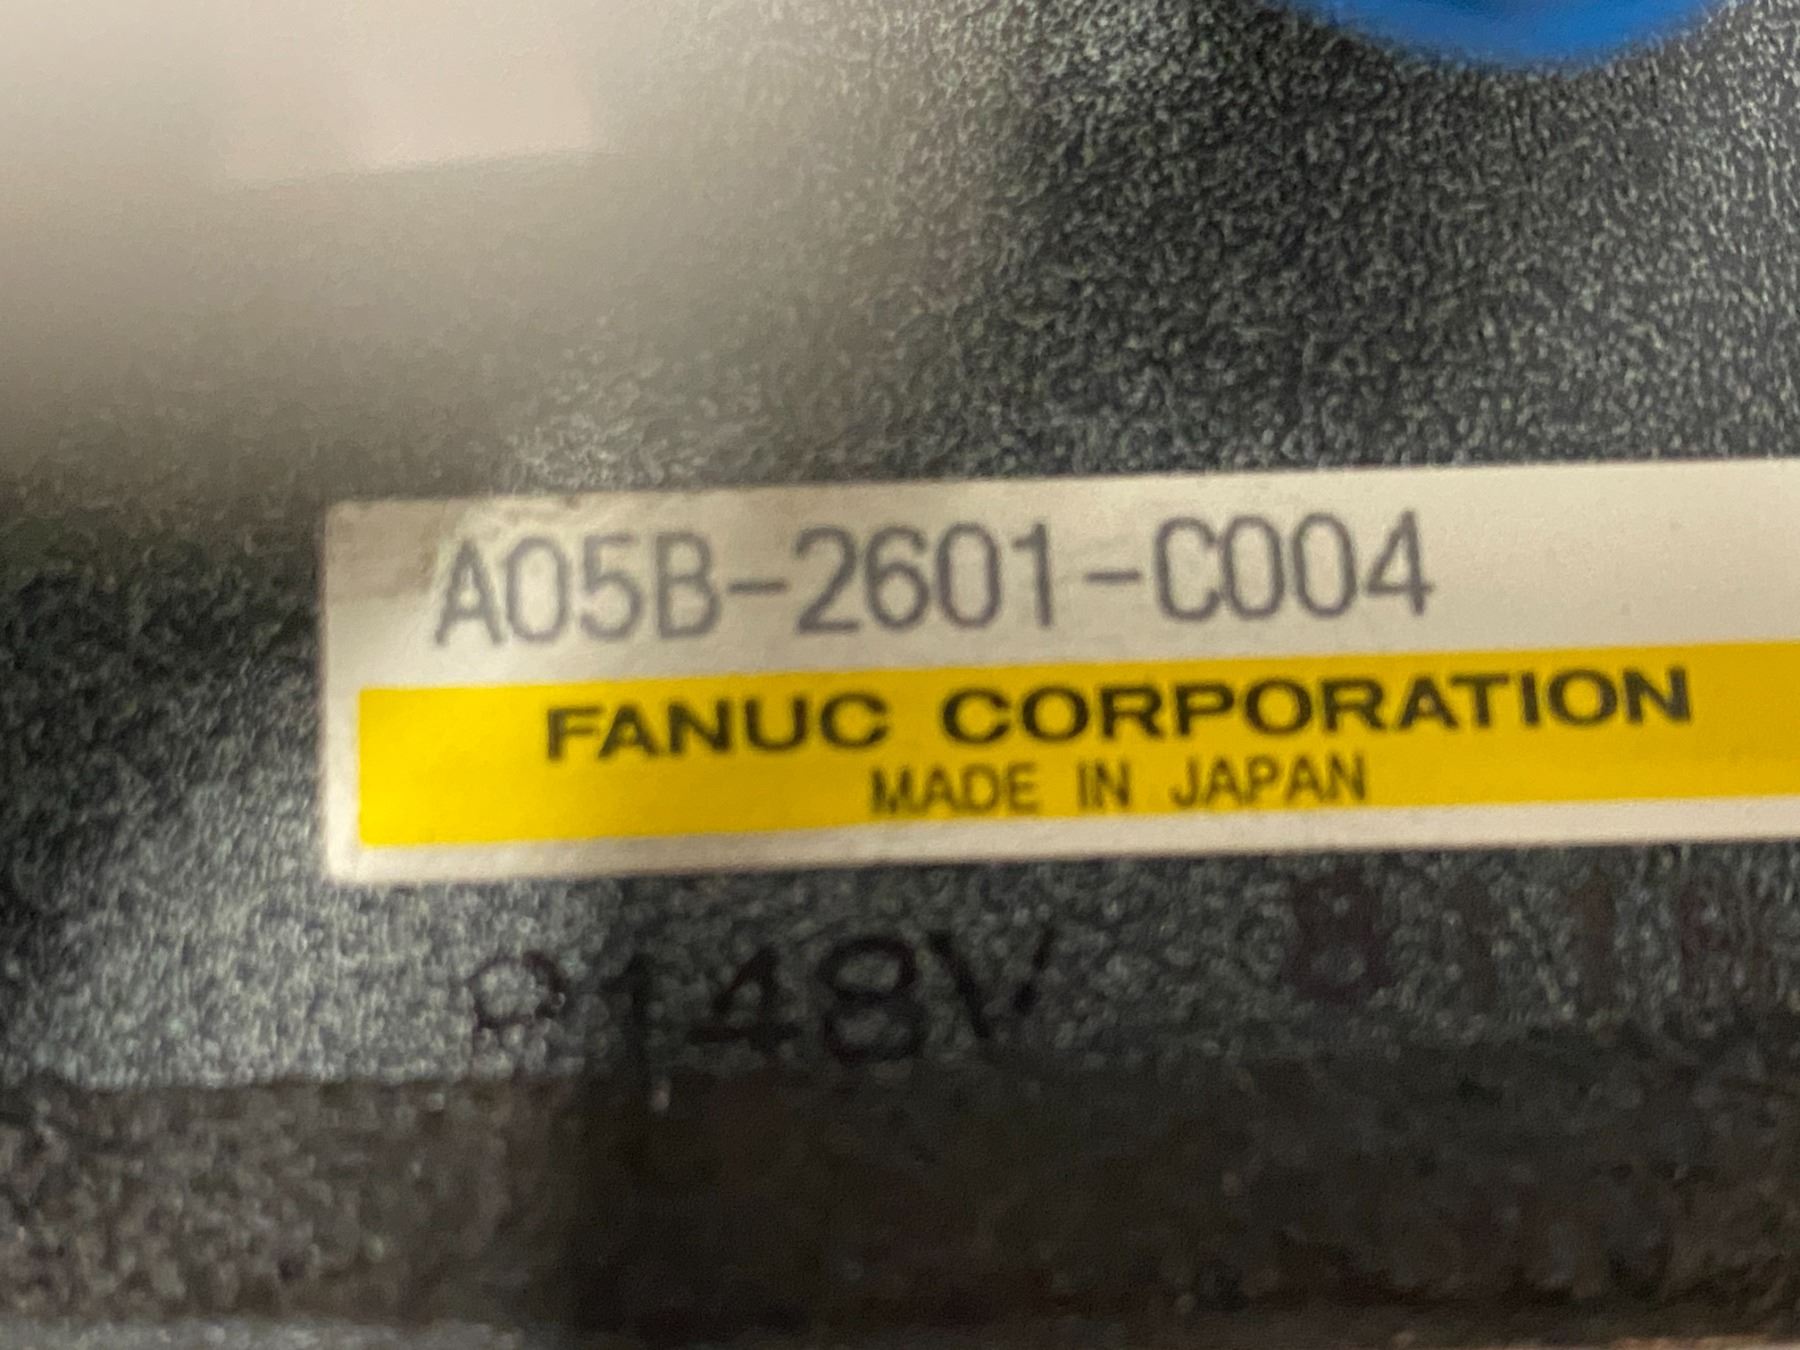 A05B-2601-C004
FANUC CORPORATION
MADE IN JAPAN